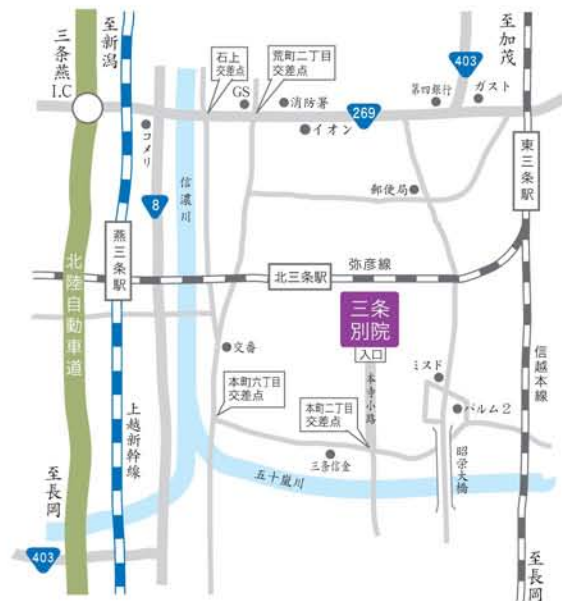 三条燕
I.C
至新潟
至加茂
403
第四銀行
ガスト
石上
交差点
荒町二丁目
交差点
GS
消防署
269
イオン
コメリ
信濃川
8
郵便局
東三条駅
燕三条駅
北三条駅
弥彦線
三条
別院
入口
北陸自動車道
交番
本町六丁目
交差点
本寺小路
ミスド
パルム2
信越本線
本町二丁目
交差点
上越新幹線
三条信金
昭栄大橋
五十嵐川
至長岡
403
至長岡